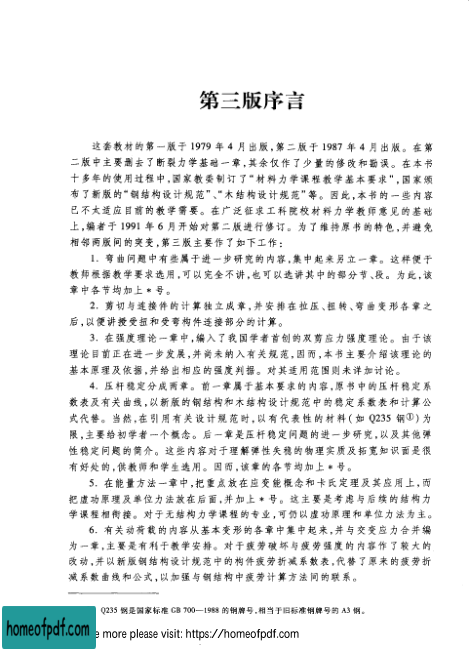 第三版序言
这套教材的第一版于 1979 年 4 月出版,第二版于 1987 年 4 月出版。在第
二版中主要删去了断裂力学基础一章,其余仅作了少量的修改和勘误。在本书
十多年的使用过程中,国家教委制订了“材料力学课程教学基本要求”,国家颁
布了新版的“钢结构设计规范”、“木结构设计规范”等。因此,本书的一些内容
已不太适应目前的教学需要。在广泛征求工科院校材料力学教师意见的基础
上,编者于 1991 年 6 月开始对第二版进行修订。为了维持原书的特色,并避免
相邻两版间的突变,第三版主要作了如下工作:
1. 弯曲问题中有些属于进一步研究的内容,集中起来另立一章。这样便于
教师根据教学要求选用,可以完全不讲,也可以选讲其中的部分节、段。为此,该
章中各节均加上 * 号。
2. 剪切与连接件的计算独立成章,并安排在拉压、扭转、弯曲变形各章之
后,以便讲授受扭和受弯构件连接部分的计算。
3. 在强度理论一章中,编入了我国学者首创的双剪应力强度理论。由于该
理论目前正在进一步发展,并尚未纳入有关规范,因而,本书主要介绍该理论的
基本原理及依据,并给出相应的强度判据。对其适用范围则未详加讨论。
4. 压杆稳定分成两章。前一章属于基本要求的内容,原书中的压杆稳定系
数表及有关曲线,以新版的钢结构和木结构设计规范中的稳定系数表和计算公
式代替。当然,在引用有关设计规范时,以有代表性的材料(如 Q235 钢①)为
限,主要给初学者一个概念。后一章是压杆稳定问题的进一步研究,以及其他弹
性稳定问题的简介。这些内容对于理解弹性失稳的物理实质及拓宽知识面是很
有好处的,供教师和学生选用。因而,该章的各节均加上 * 号。
5. 在能量方法一章中,把重点放在应变能概念和卡氏定理及其应用上,而
把虚功原理及单位力法放在后面,并加上 * 号。这主要是考虑与后续的结构力
学课程相衔接。对于无结构力学课程的专业,可仍以虚功原理和单位力法为主。
6. 有关动荷载的内容从基本变形的各章中集中起来,并与交变应力合并编
为一章,主要是有利于教学安排。对于疲劳破坏与疲劳强度的内容作了较大的
改动,并以新版钢结构设计规范中的构件疲劳折减系数表,代替了原来的疲劳折
减系数曲线和公式,以加强与钢结构中疲劳计算方法间的联系。
Q235 钢是国家标准 GB 700—1988 的钢牌号,相当于旧标准钢牌号的 A3 钢。
homeofpdf.com
e more please visit: https://homeofpdf.com